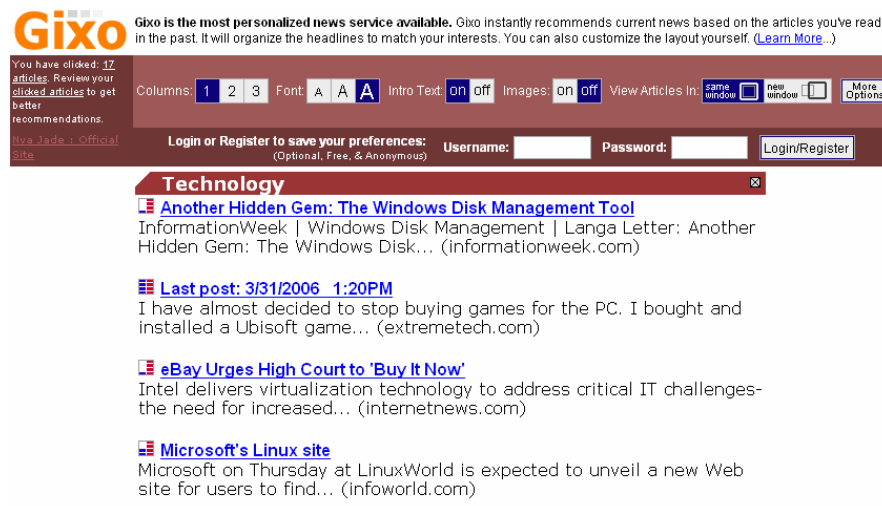 Gixo
Gixo is the most personalized news service available. Gixo instantly recommends current news based on the articles you've read
in the past. It will organize the headlines to match your interests. You can also customize the layout yourself. (Learn More...)
You have clicked: 17
articles. Review your
clicked articles to get
better
recommendations.
Nya Jade : Official
Site
Columns: 1 2 3 Font: A A A Intro Text: on off Images: on off View Articles In: same window new window More Options
Login or Register to save your preferences:
(Optional, Free, & Anonymous)
Username: Password: Login/Register
Technology
Another Hidden Gem: The Windows Disk Management Tool
InformationWeek | Windows Disk Management | Langa Letter: Another
Hidden Gem: The Windows Disk... (informationweek.com)
Last post: 3/31/2006 1:20PM
I have almost decided to stop buying games for the PC. I bought and
installed a Ubisoft game... (extremetech.com)
eBay Urges High Court to 'Buy It Now'
Intel delivers virtualization technology to address critical IT challenges-
the need for increased... (internetnews.com)
Microsoft's Linux site
Microsoft on Thursday at LinuxWorld is expected to unveil a new Web
site for users to find... (infoworld.com)